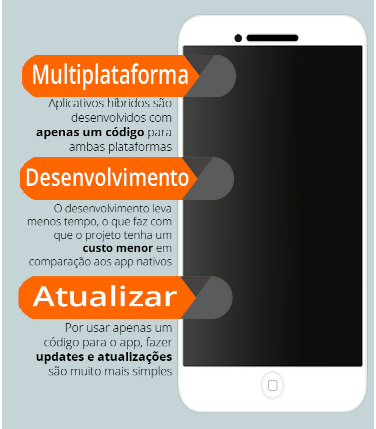 Multiplataforma
Aplicativos híbridos são
desenvolvidos com
apenas um código para
ambas plataformas
Desenvolvimento
O desenvolvimento leva
menos tempo, o que faz com
que o projeto tenha um
custo menor em
comparação aos app nativos
Atualizar
Por usar apenas um
código para o app, fazer
updates e atualizações
são muito mais simples